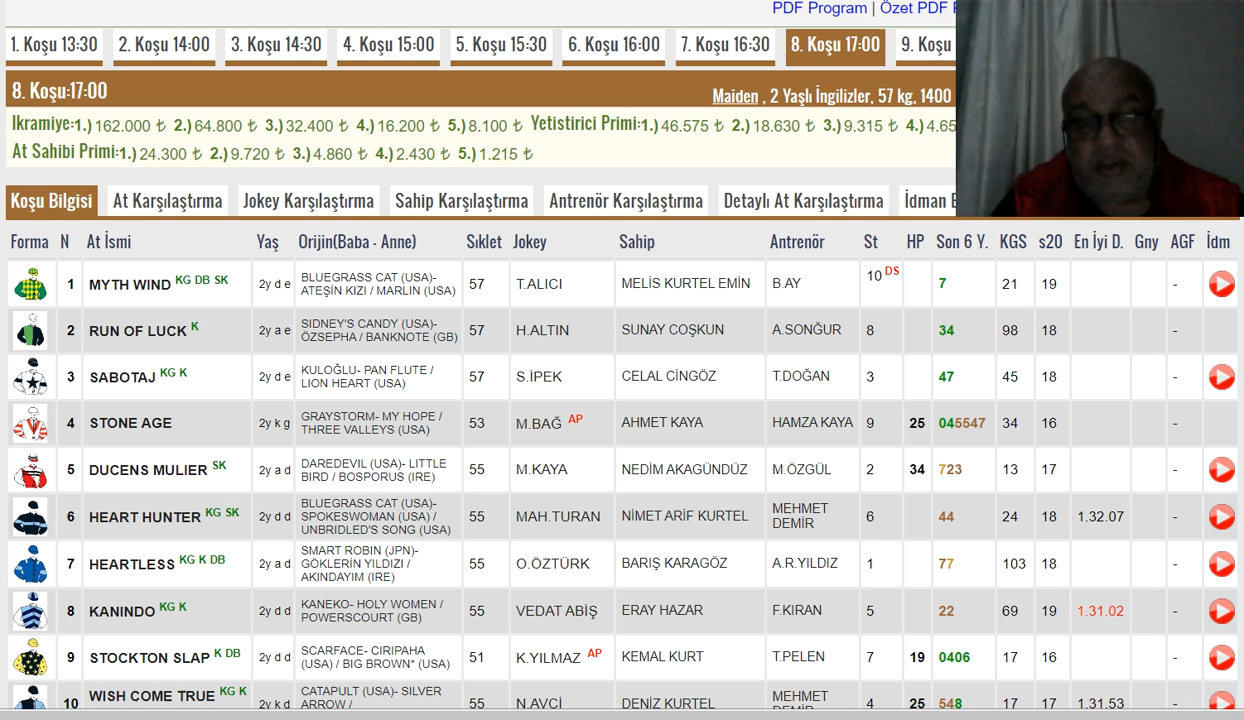 PDF Program | Özet PDF
1. Koşu 13:30 2. Koşu 14:00 3. Koşu 14:30 4. Koşu 15:00 5. Koşu 15:30 6. Koşu 16:00 7. Koşu 16:30 8. Koşu 17:00 9. Koşu
8. Koşu:17:00
Maiden , 2 Yaşlı İngilizler, 57 kg, 1400
Ikramiye:1.) 162.000 ₺ 2.) 64.800 ₺ 3.) 32.400 ₺ 4.) 16.200 ₺ 5.) 8.100 ₺ Yetistirici Primi:1.) 46.575 ₺ 2.) 18.630 ₺ 3.) 9.315 ₺ 4.) 4.65
At Sahibi Primi:1.) 24.300 ₺ 2.) 9.720 ₺ 3.) 4.860 ₺ 4.) 2.430 ₺ 5.) 1.215 ₺
Koşu Bilgisi At Karşılaştırma Jokey Karşılaştırma Sahip Karşılaştırma Antrenör Karşılaştırma Detaylı At Karşılaştırma İdman
Forma N At İsmi Yaş Orijin(Baba - Anne) Sıklet Jokey Sahip Antrenör St HP Son 6 Y. KGS s20 En İyi D. Gny AGF İdm
1 MYTH WIND KG DB SK 2y d e BLUEGRASS CAT (USA)- ATEŞİN KIZI / MARLIN (USA) 57 T.ALICI MELİS KURTEL EMİN B.AY 10 DS 7 21 19 -
2 RUN OF LUCK K 2y a e SIDNEY'S CANDY (USA)- ÖZSEPHA / BANKNOTE (GB) 57 H.ALTIN SUNAY COŞKUN A.SONĞUR 8 34 98 18 -
3 SABOTAJ KG K 2y d e KULOĞLU- PAN FLUTE / LION HEART (USA) 57 S.İPEK CELAL CİNGÖZ T.DOĞAN 3 47 45 18 -
4 STONE AGE 2y k g GRAYSTORM- MY HOPE / THREE VALLEYS (USA) 53 M.BAĞ AP AHMET KAYA HAMZA KAYA 9 25 045547 34 16 -
5 DUCENS MULIER SK 2y a d DAREDEVIL (USA)- LITTLE BIRD / BOSPORUS (IRE) 55 M.KAYA NEDİM AKAGÜNDÜZ M.ÖZGÜL 2 34 723 13 17 -
6 HEART HUNTER KG SK 2y d d BLUEGRASS CAT (USA)- SPOKESWOMAN (USA) / UNBRIDLED'S SONG (USA) 55 MAH.TURAN NİMET ARİF KURTEL MEHMET DEMİR 6 44 24 18 1.32.07 -
7 HEARTLESS KG K DB 2y a d SMART ROBIN (JPN)- GÖKLERİN YILDIZI / AKINDAYIM (IRE) 55 O.ÖZTÜRK BARIŞ KARAGÖZ A.R.YILDIZ 1 77 103 18 -
8 KANINDO KG K 2y d d KANEKO- HOLY WOMEN / POWERSCOURT (GB) 55 VEDAT ABİŞ ERAY HAZAR F.KIRAN 5 22 69 19 1.31.02 -
9 STOCKTON SLAP K DB 2y d d SCARFACE- CIRIPAHA (USA) / BIG BROWN* (USA) 51 K.YILMAZ AP KEMAL KURT T.PELEN 7 19 0406 17 16 -
10 WISH COME TRUE KG K 2y k d CATAPULT (USA)- SILVER ARROW / 55 N.AVCİ DENİZ KURTEL MEHMET DEMİR 4 25 548 17 17 1.31.53 -